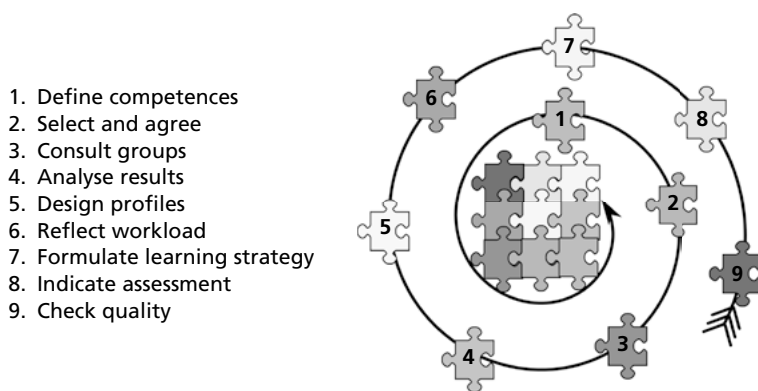 1. Define competences
2. Select and agree
3. Consult groups
4. Analyse results
5. Design profiles
6. Reflect workload
7. Formulate learning strategy
8. Indicate assessment
9. Check quality
7
6
1
8
2
5
9
3
4